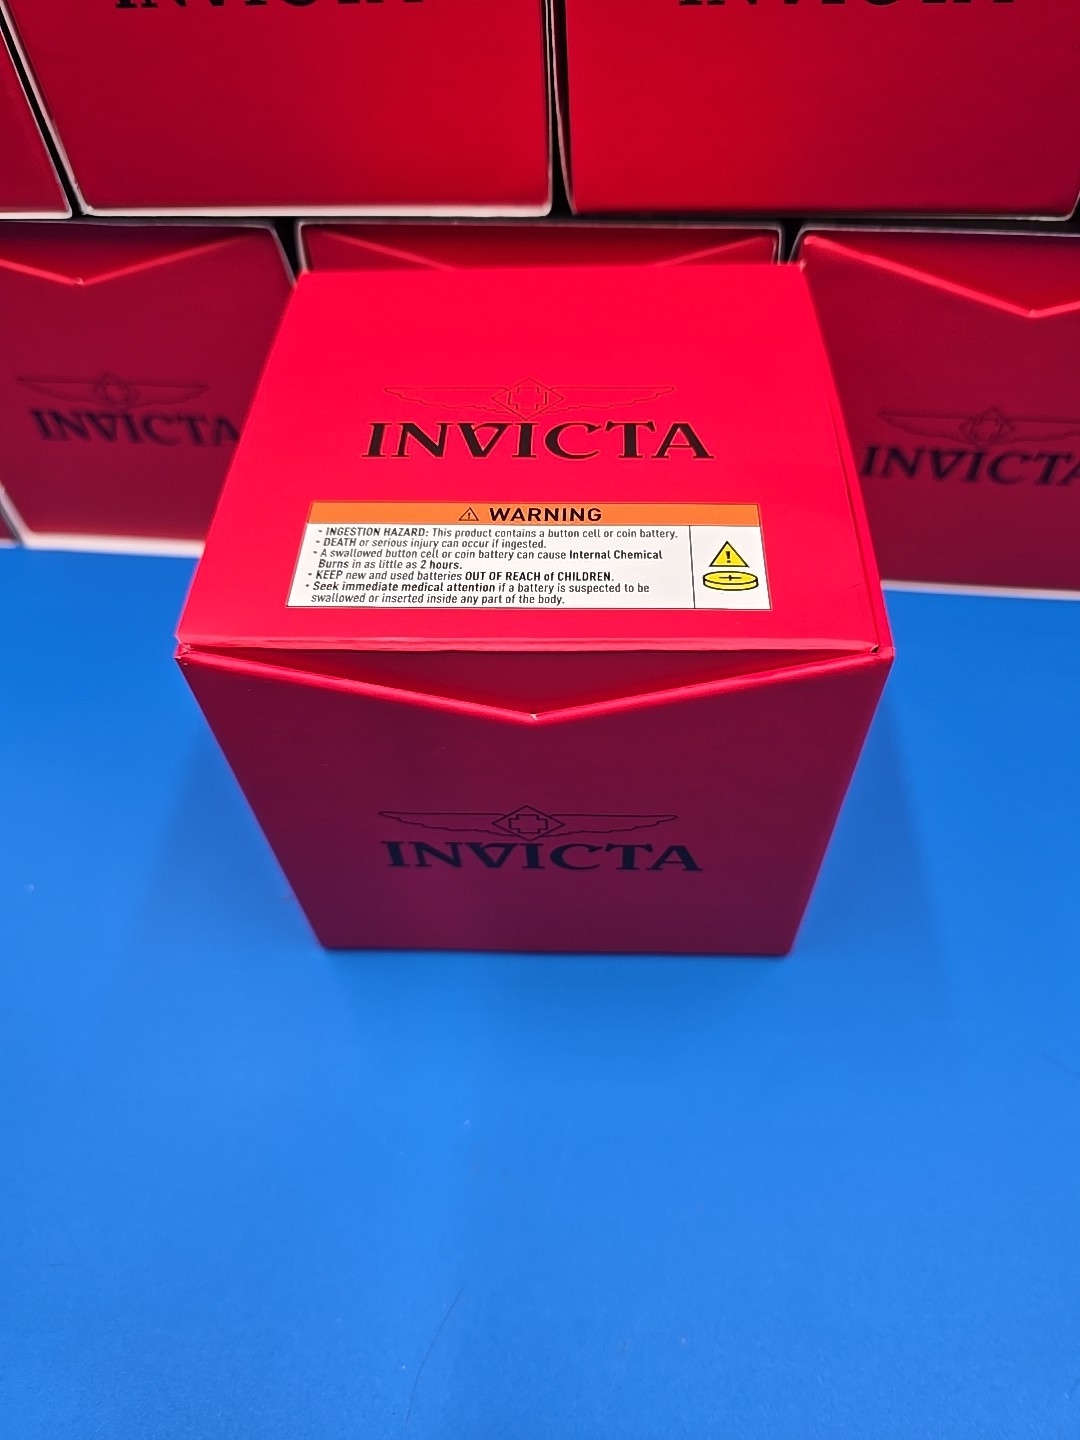 INVICTA
INVICTA
INVICTA
INVICTA
⚠ WARNING
• INGESTION HAZARD: This product contains a button cell or coin battery.
• DEATH or serious injury can occur if ingested.
• A swallowed button cell or coin battery can cause Internal Chemical
Burns in as little as 2 hours.
• KEEP new and used batteries OUT OF REACH of CHILDREN.
• Seek immediate medical attention if a battery is suspected to be
swallowed or inserted inside any part of the body.
INVICTA